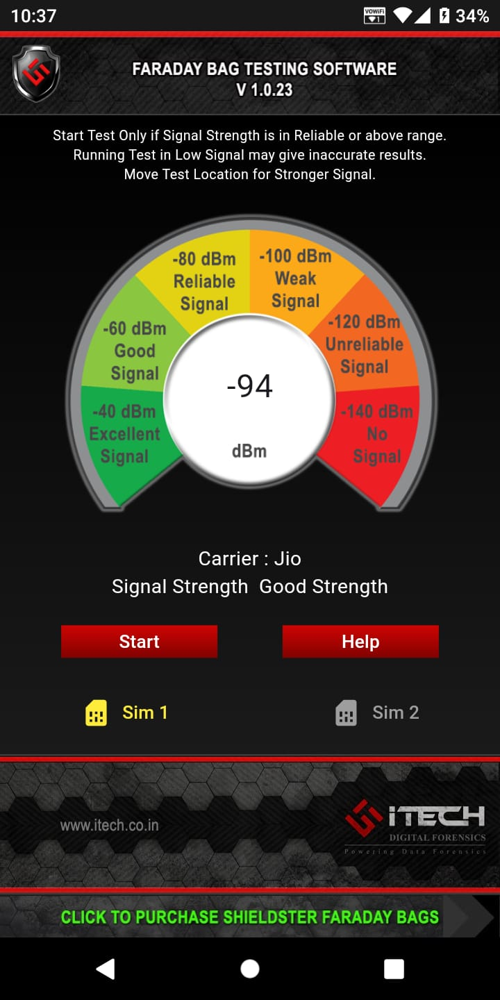 10:37
VOWiFi
1
34%
FARADAY BAG TESTING SOFTWARE
V 1.0.23
Start Test Only if Signal Strength is in Reliable or above range.
Running Test in Low Signal may give inaccurate results.
Move Test Location for Stronger Signal.
-80 dBm
Reliable
Signal
-100 dBm
Weak
Signal
-60 dBm
Good
Signal
-120 dBm
Unreliable
Signal
-40 dBm
Excellent
Signal
-94
dBm
-140 dBm
No
Signal
Carrier : Jio
Signal Strength  Good Strength
Start
Help
Sim 1
Sim 2
www.itech.co.in
iTECH
DIGITAL FORENSICS
Powering Data Forensics
CLICK TO PURCHASE SHIELDSTER FARADAY BAGS